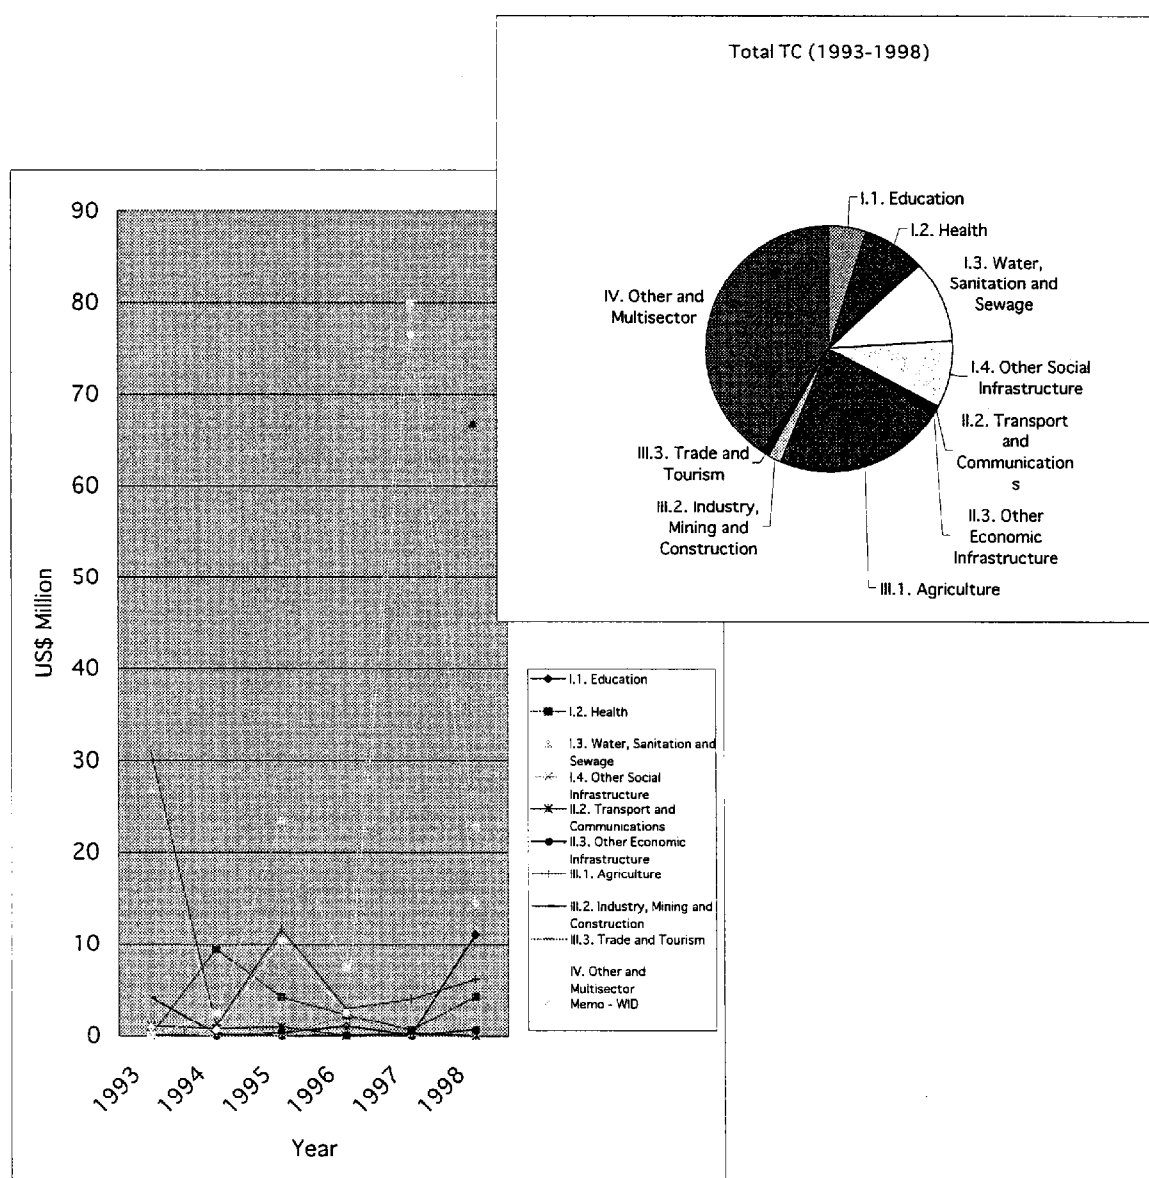 Total TC (1993-1998)
I.1. Education
I.2. Health
I.3. Water,
Sanitation and
Sewage
IV. Other and
Multisector
I.4. Other Social
Infrastructure
II.2. Transport
and
Communication
s
III.3. Trade and
Tourism
III.2. Industry,
Mining and
Construction
II.3. Other
Economic
Infrastructure
III.1. Agriculture
90
80
70
60
50
40
30
20
10
0
US$ Million
1993
1994
1995
1996
1997
1998
Year
I.1. Education
I.2. Health
I.3. Water, Sanitation and
Sewage
I.4. Other Social
Infrastructure
II.2. Transport and
Communications
II.3. Other Economic
Infrastructure
III.1. Agriculture
III.2. Industry, Mining and
Construction
III.3. Trade and Tourism
IV. Other and
Multisector
Memo - WID